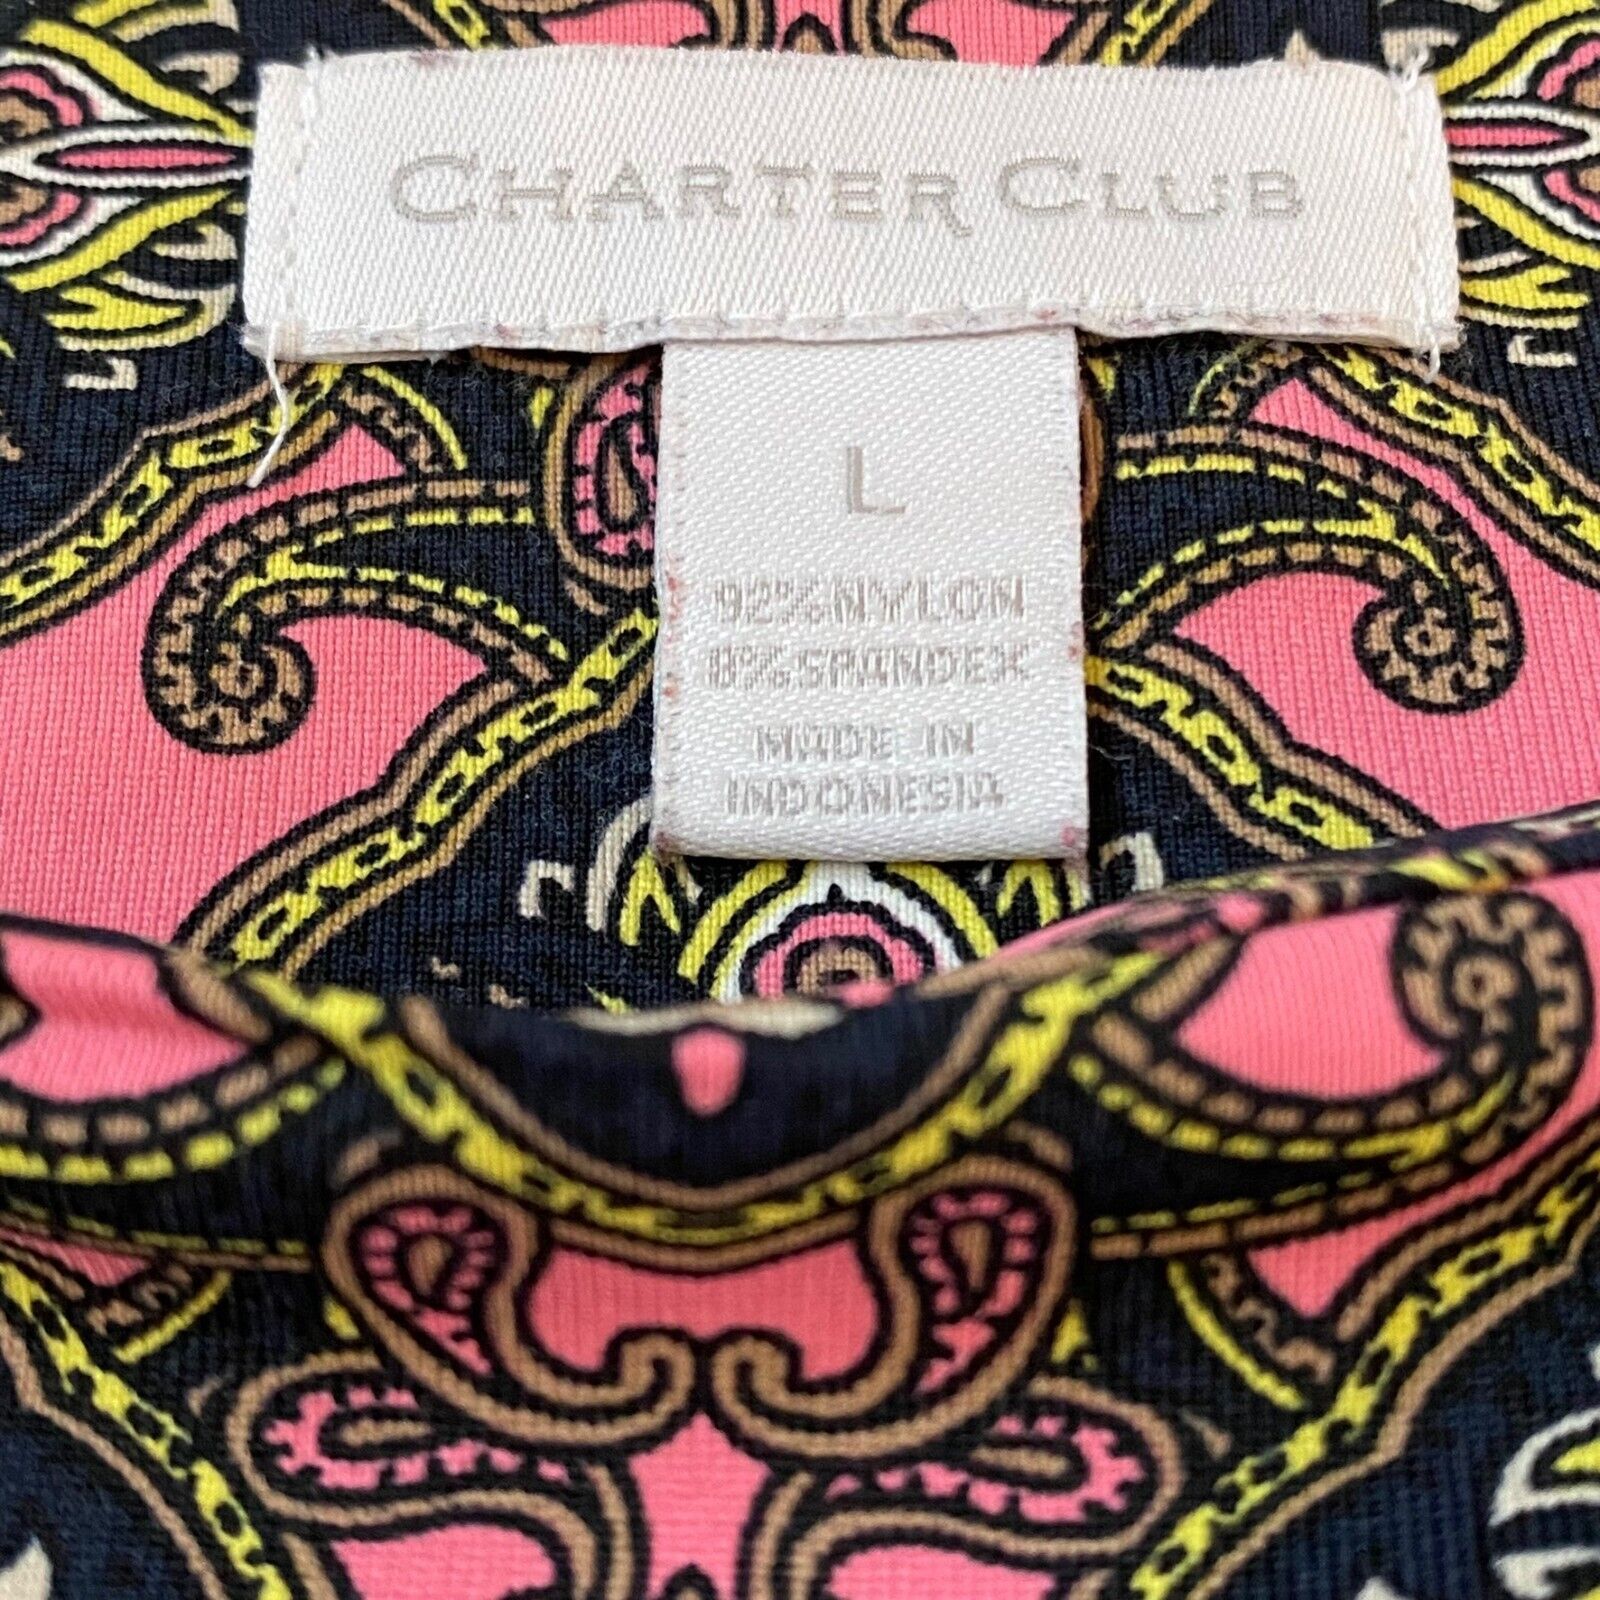 CHARTER CLUB
L
92% NYLON
8% SPANDEX
MADE IN
INDONESIA